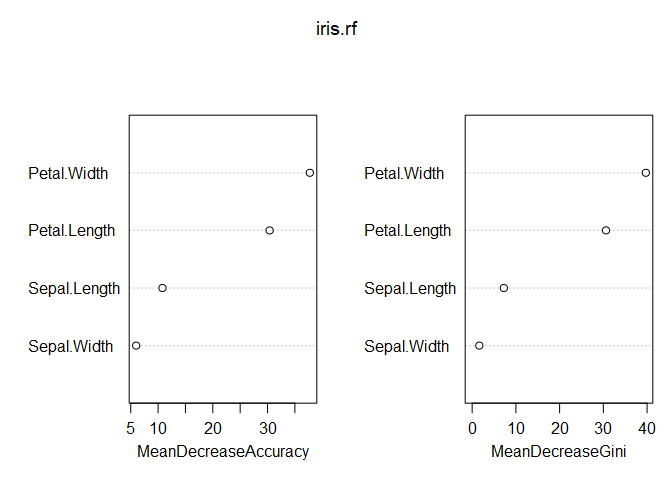 iris.rf
Petal.Width
Petal.Length
Sepal.Length
Sepal.Width
5 10 20 30
MeanDecreaseAccuracy
Petal.Width
Petal.Length
Sepal.Length
Sepal.Width
0 10 20 30 40
MeanDecreaseGini